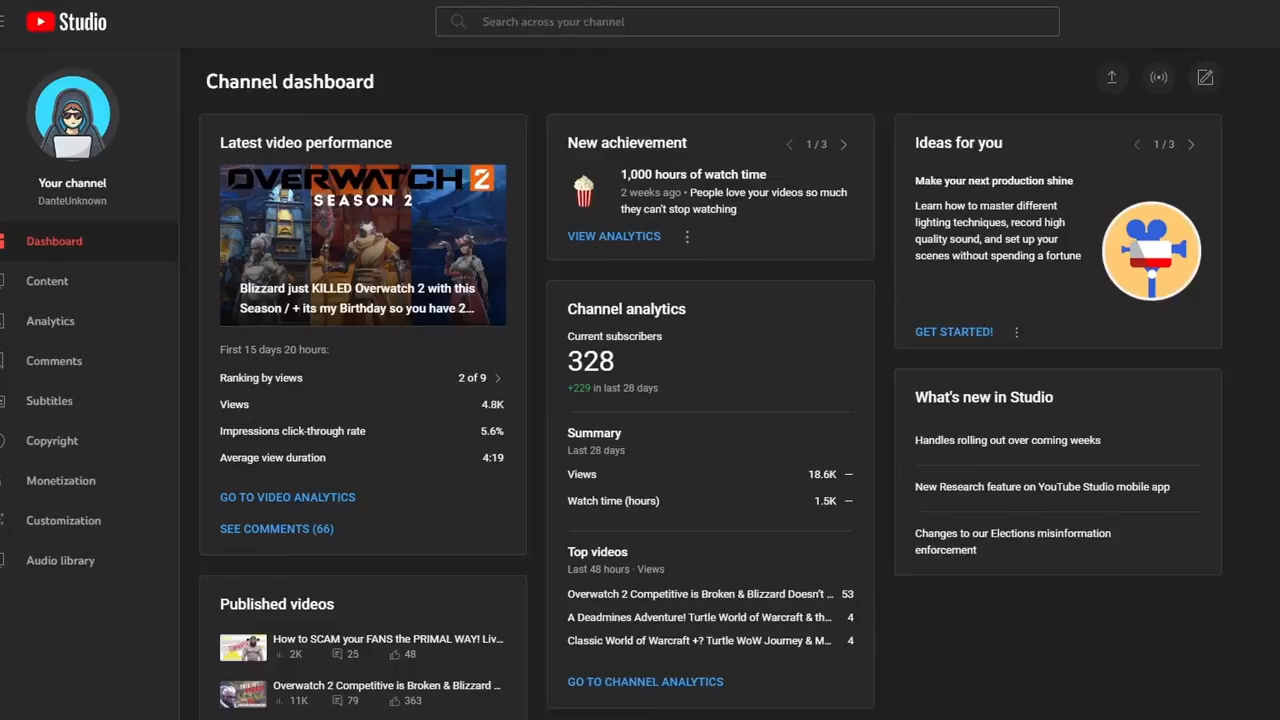 Studio
Search across your channel
Your channel
DanteUnknown
Dashboard
Content
Analytics
Comments
Subtitles
Copyright
Monetization
Customization
Audio library
Channel dashboard
Latest video performance
OVERWATCH 2
SEASON 2
Blizzard just KILLED Overwatch 2 with this
Season / + its my Birthday so you have 2...
First 15 days 20 hours:
Ranking by views 2 of 9
Views 4.8K
Impressions click-through rate 5.6%
Average view duration 4:19
GO TO VIDEO ANALYTICS
SEE COMMENTS (66)
Published videos
How to SCAM your FANS the PRIMAL WAY! Liv...
2K 25 48
Overwatch 2 Competitive is Broken & Blizzard ...
11K 79 363
New achievement 1 / 3
1,000 hours of watch time
2 weeks ago • People love your videos so much
they can't stop watching
VIEW ANALYTICS
Channel analytics
Current subscribers
328
+229 in last 28 days
Summary
Last 28 days
Views 18.6K —
Watch time (hours) 1.5K —
Top videos
Last 48 hours · Views
Overwatch 2 Competitive is Broken & Blizzard Doesn't ... 53
A Deadmines Adventure! Turtle World of Warcraft & th... 4
Classic World of Warcraft +? Turtle WoW Journey & M... 4
GO TO CHANNEL ANALYTICS
Ideas for you 1 / 3
Make your next production shine
Learn how to master different
lighting techniques, record high
quality sound, and set up your
scenes without spending a fortune
GET STARTED!
What's new in Studio
Handles rolling out over coming weeks
New Research feature on YouTube Studio mobile app
Changes to our Elections misinformation
enforcement